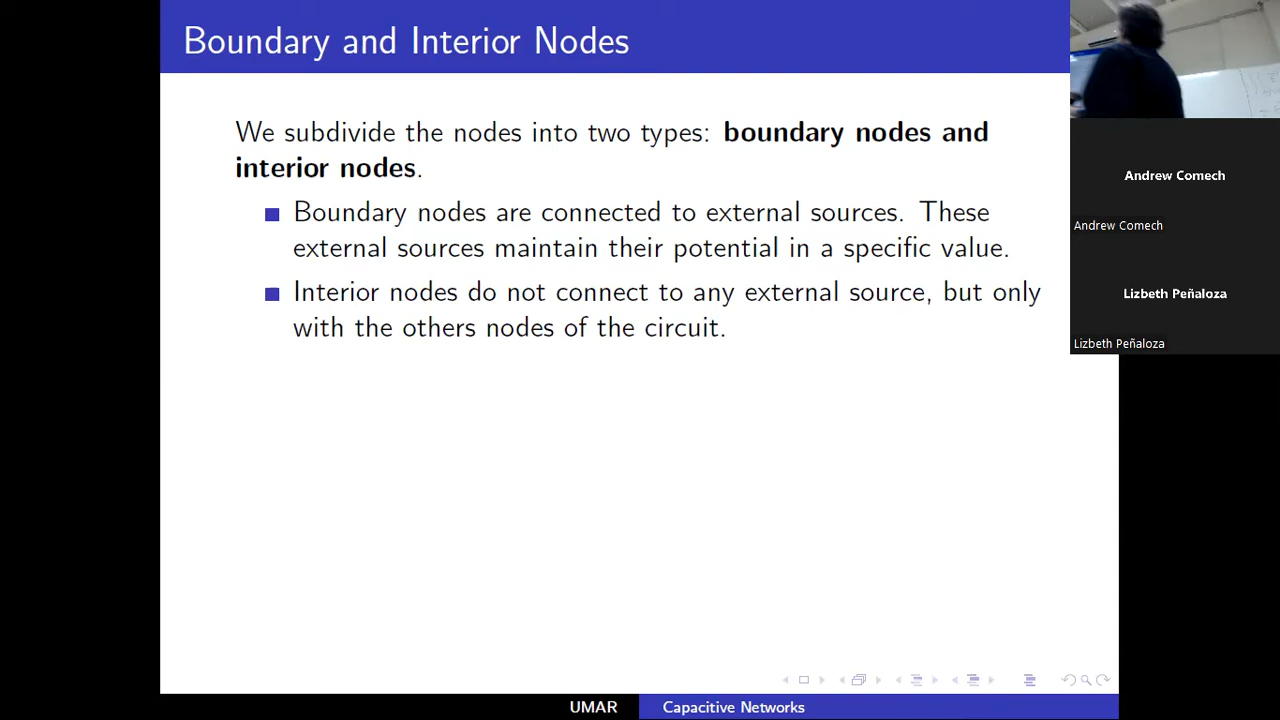 Boundary and Interior Nodes
We subdivide the nodes into two types: boundary nodes and
interior nodes.
Boundary nodes are connected to external sources. These
external sources maintain their potential in a specific value.
Interior nodes do not connect to any external source, but only
with the others nodes of the circuit.
Andrew Comech
Andrew Comech
Lizbeth Peñaloza
Lizbeth Peñaloza
UMAR
Capacitive Networks